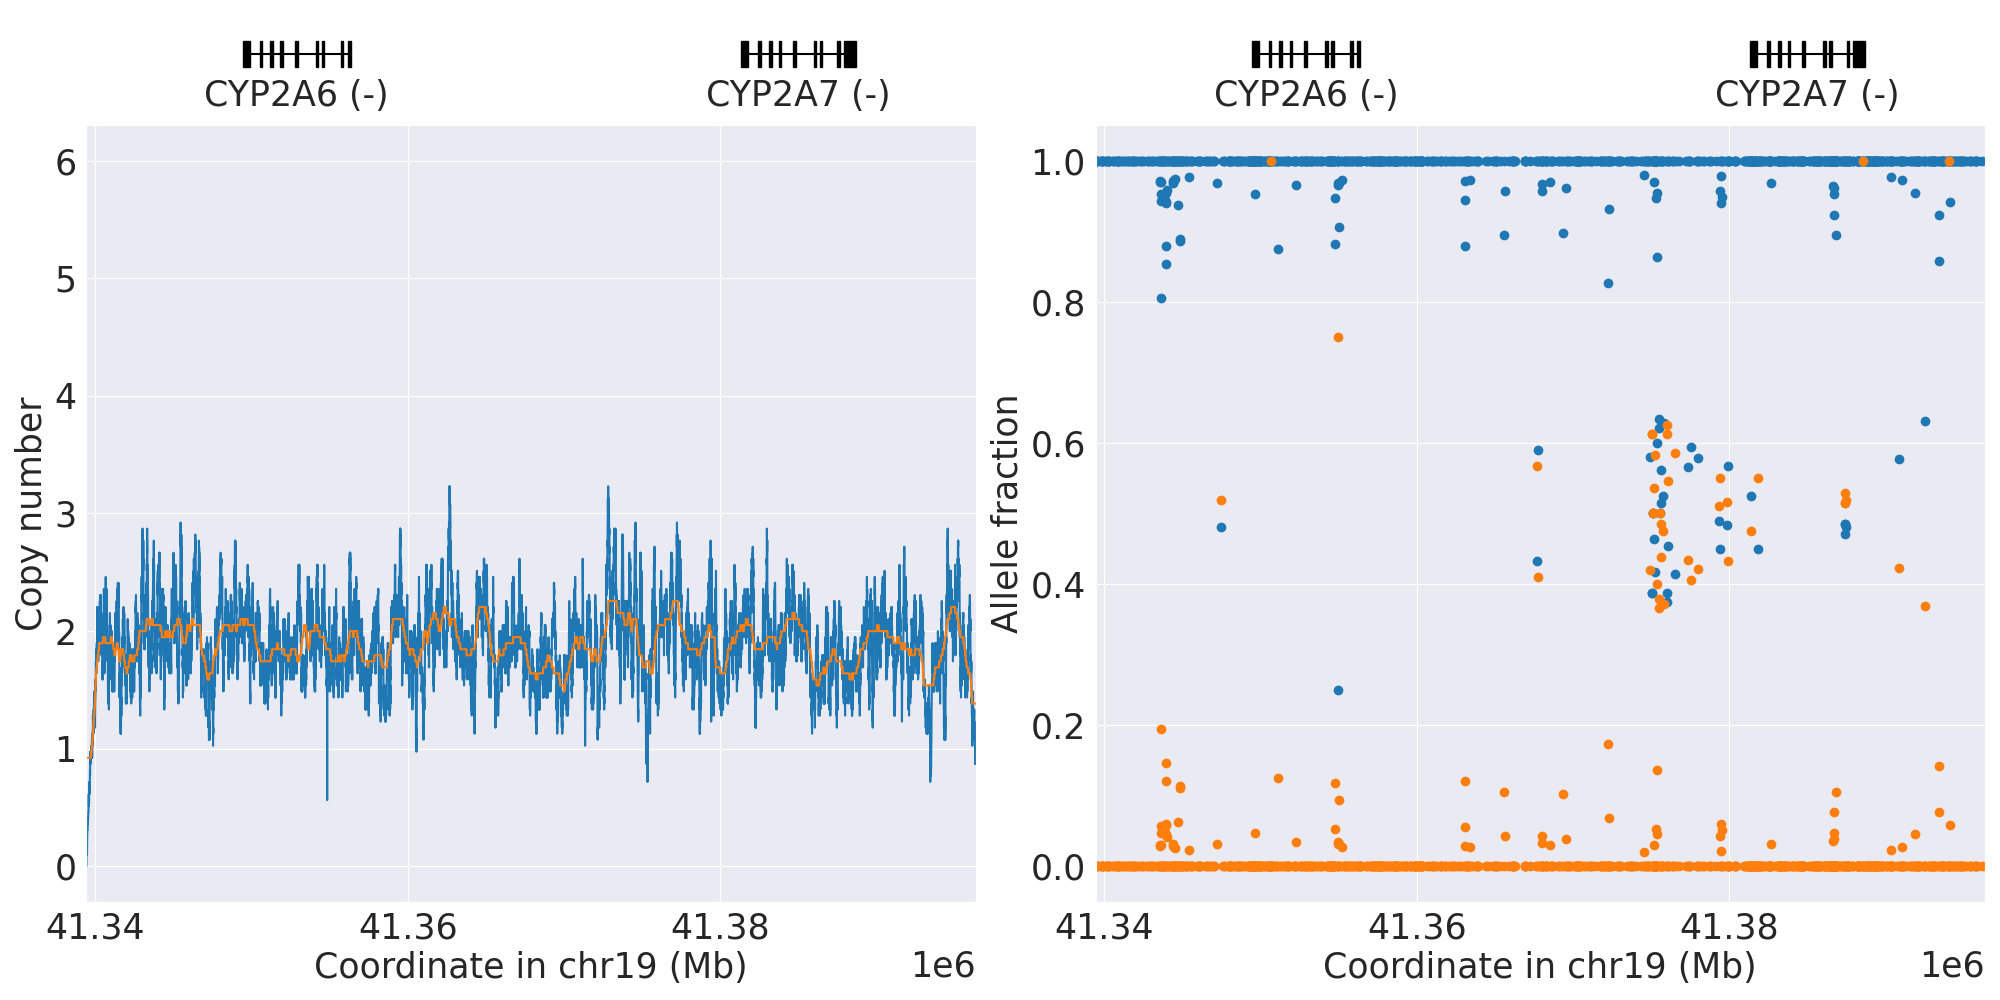 CYP2A6 (-)
CYP2A7 (-)
6
5
4
3
2
1
0
Copy number
41.34
41.36
41.38
Coordinate in chr19 (Mb)
1e6
CYP2A6 (-)
CYP2A7 (-)
1.0
0.8
0.6
0.4
0.2
0.0
Allele fraction
41.34
41.36
41.38
Coordinate in chr19 (Mb)
1e6